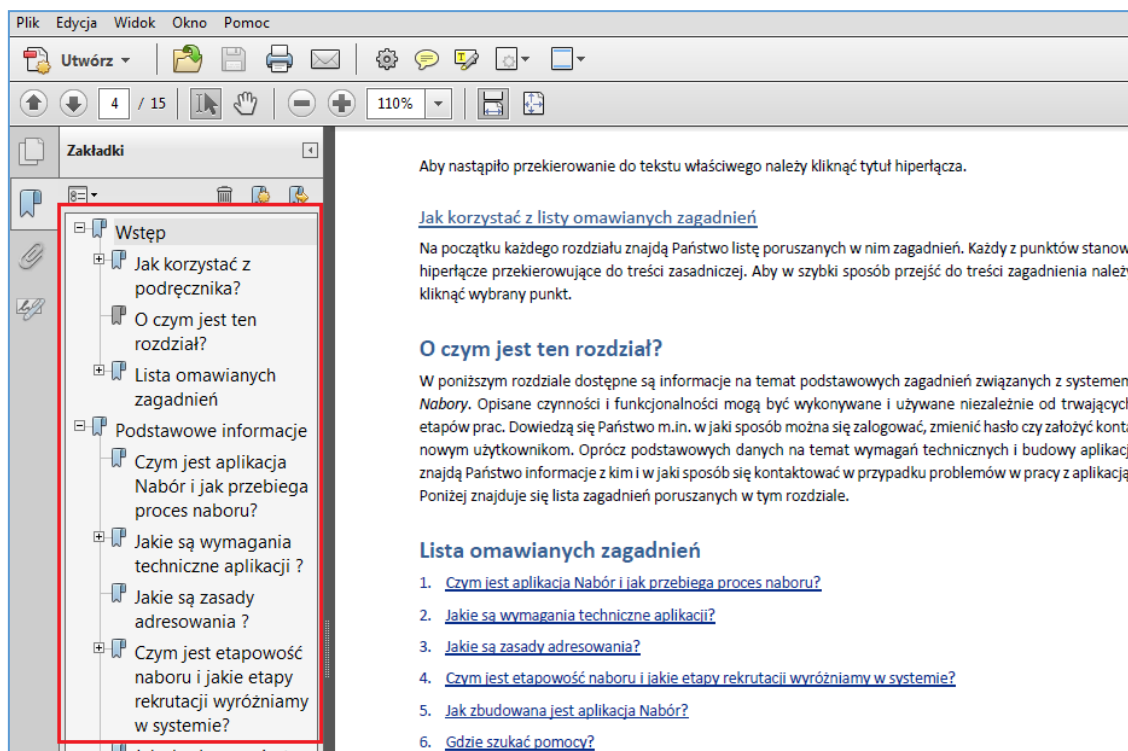 Plik Edycja Widok Okno Pomoc
Utwórz
4 / 15
110%
Zakładki
Wstęp
Jak korzystać z
podręcznika?
O czym jest ten
rozdział?
Lista omawianych
zagadnień
Podstawowe informacje
Czym jest aplikacja
Nabór i jak przebiega
proces naboru?
Jakie są wymagania
techniczne aplikacji ?
Jakie są zasady
adresowania ?
Czym jest etapowość
naboru i jakie etapy
rekrutacji wyróżniamy
w systemie?
Aby nastąpiło przekierowanie do tekstu właściwego należy kliknąć tytuł hiperłącza.
Jak korzystać z listy omawianych zagadnień
Na początku każdego rozdziału znajdą Państwo listę poruszanych w nim zagadnień. Każdy z punktów stanow
hiperłącze przekierowujące do treści zasadniczej. Aby w szybki sposób przejść do treści zagadnienia należy
kliknąć wybrany punkt.
O czym jest ten rozdział?
W poniższym rozdziale dostępne są informacje na temat podstawowych zagadnień związanych z systemem
Nabory. Opisane czynności i funkcjonalności mogą być wykonywane i używane niezależnie od trwających
etapów prac. Dowiedzą się Państwo m.in. w jaki sposób można się zalogować, zmienić hasło czy założyć konta
nowym użytkownikom. Oprócz podstawowych danych na temat wymagań technicznych i budowy aplikacj
znajdą Państwo informacje z kim i w jaki sposób się kontaktować w przypadku problemów w pracy z aplikacją
Poniżej znajduje się lista zagadnień poruszanych w tym rozdziale.
Lista omawianych zagadnień
1. Czym jest aplikacja Nabór i jak przebiega proces naboru?
2. Jakie są wymagania techniczne aplikacji?
3. Jakie są zasady adresowania?
4. Czym jest etapowość naboru i jakie etapy rekrutacji wyróżniamy w systemie?
5. Jak zbudowana jest aplikacja Nabór?
6. Gdzie szukać pomocy?